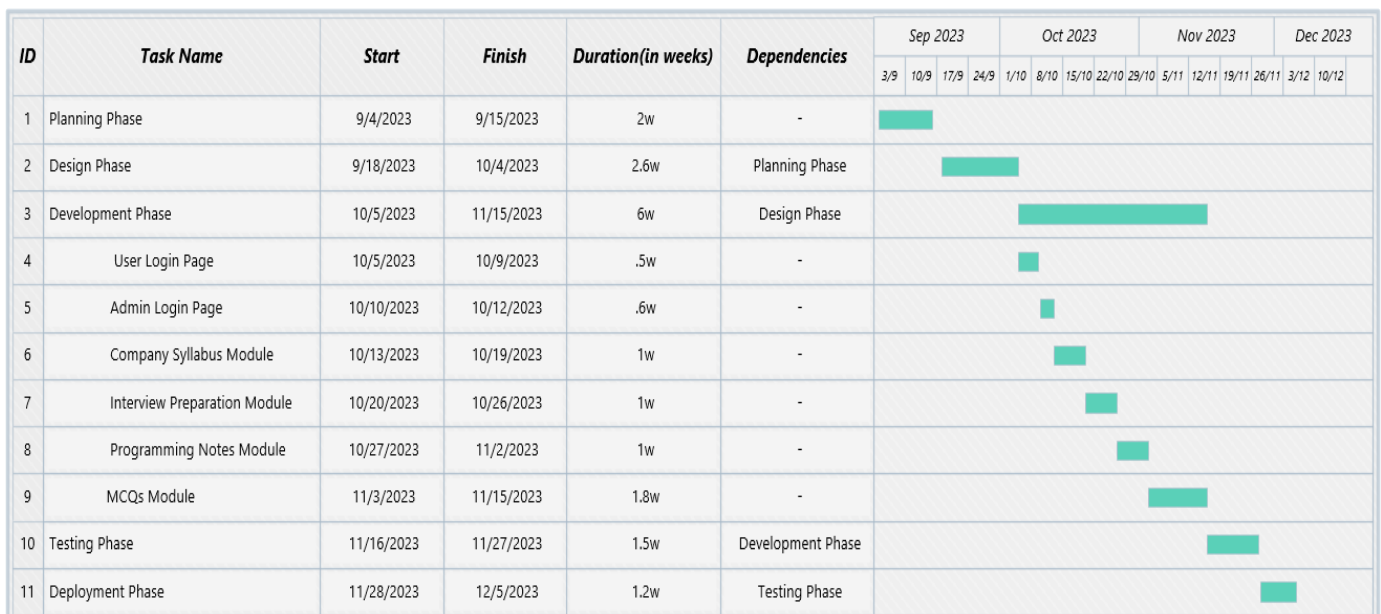 ID Task Name Start Finish Duration(in weeks) Dependencies Sep 2023 Oct 2023 Nov 2023 Dec 2023
3/9 10/9 17/9 24/9 1/10 8/10 15/10 22/10 29/10 5/11 12/11 19/11 26/11 3/12 10/12
1 Planning Phase 9/4/2023 9/15/2023 2w -
2 Design Phase 9/18/2023 10/4/2023 2.6w Planning Phase
3 Development Phase 10/5/2023 11/15/2023 6w Design Phase
4 User Login Page 10/5/2023 10/9/2023 .5w -
5 Admin Login Page 10/10/2023 10/12/2023 .6w -
6 Company Syllabus Module 10/13/2023 10/19/2023 1w -
7 Interview Preparation Module 10/20/2023 10/26/2023 1w -
8 Programming Notes Module 10/27/2023 11/2/2023 1w -
9 MCQs Module 11/3/2023 11/15/2023 1.8w -
10 Testing Phase 11/16/2023 11/27/2023 1.5w Development Phase
11 Deployment Phase 11/28/2023 12/5/2023 1.2w Testing Phase